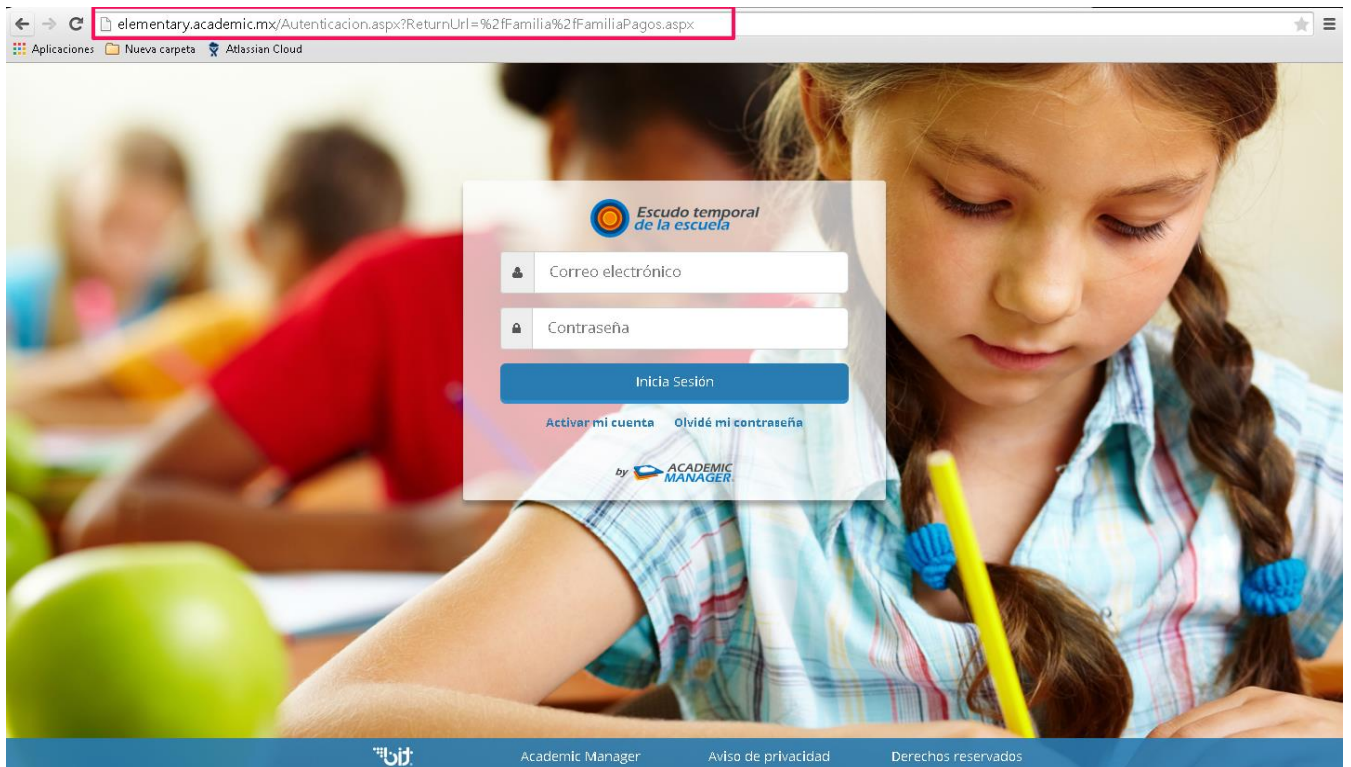 elementary.academic.mx/Autenticacion.aspx?ReturnUrl=%2fFamilia%2fFamiliaPagos.aspx
Aplicaciones Nueva carpeta Atlassian Cloud
Escudo temporal
de la escuela
Correo electrónico
Contraseña
Inicia Sesión
Activar mi cuenta Olvidé mi contraseña
by ACADEMIC
MANAGER
bit Academic Manager Aviso de privacidad Derechos reservados